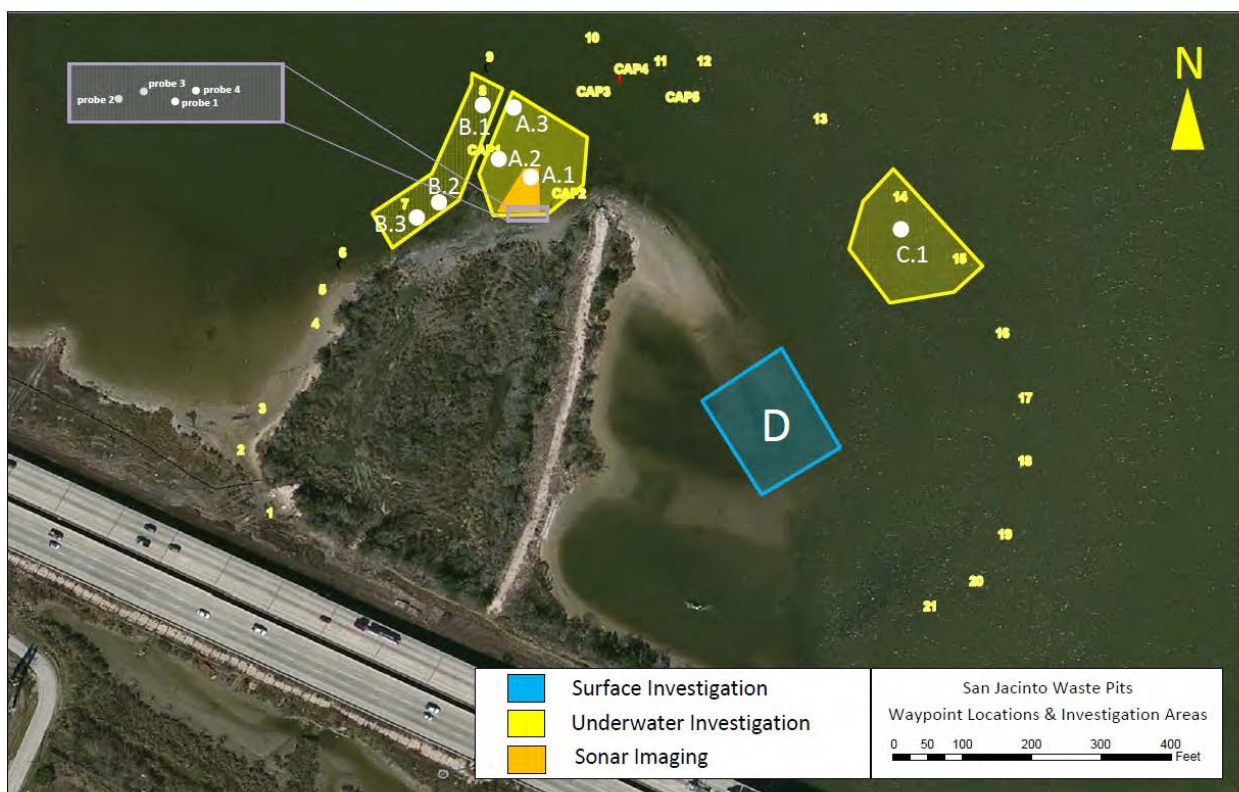 10
9
N
11
12
CAP4
CAP3
CAP5
probe 3
probe 4
probe 2
probe 1
8
B.1
A.3
13
CAP1
A.2
A.1
CAP2
14
B.2
7
B.3
C.1
15
6
5
4
16
17
3
D
2
18
1
19
20
21
Surface Investigation
Underwater Investigation
Sonar Imaging
San Jacinto Waste Pits
Waypoint Locations & Investigation Areas
0 50 100 200 300 400
Feet